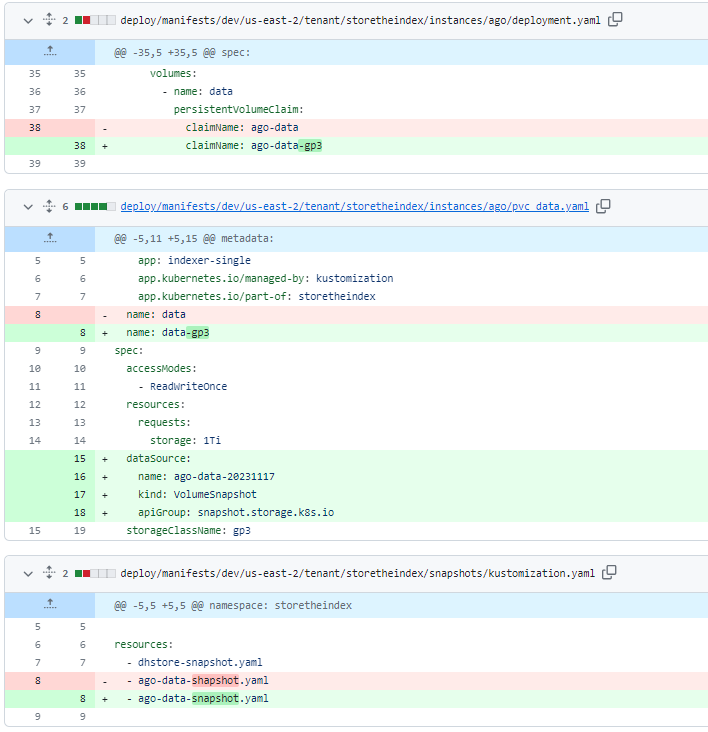 2 deploy/manifests/dev/us-east-2/tenant/storetheindex/instances/ago/deployment.yaml
@@ -35,5 +35,5 @@ spec:
35 35 volumes:
36 36 - name: data
37 37 persistentVolumeClaim:
38 - claimName: ago-data
38 + claimName: ago-data-gp3
39 39
6 deploy/manifests/dev/us-east-2/tenant/storetheindex/instances/ago/pvc_data.yaml
@@ -5,11 +5,15 @@ metadata:
5 5 app: indexer-single
6 6 app.kubernetes.io/managed-by: kustomization
7 7 app.kubernetes.io/part-of: storetheindex
8 - name: data
8 + name: data-gp3
9 9 spec:
10 10 accessModes:
11 11 - ReadWriteOnce
12 12 resources:
13 13 requests:
14 14 storage: 1Ti
15 + dataSource:
16 + name: ago-data-20231117
17 + kind: VolumeSnapshot
18 + apiGroup: snapshot.storage.k8s.io
15 19 storageClassName: gp3
2 deploy/manifests/dev/us-east-2/tenant/storetheindex/snapshots/kustomization.yaml
@@ -5,5 +5,5 @@ namespace: storetheindex
5 5
6 6 resources:
7 7 - dhstore-snapshot.yaml
8 - - ago-data-shapshot.yaml
8 + - ago-data-snapshot.yaml
9 9